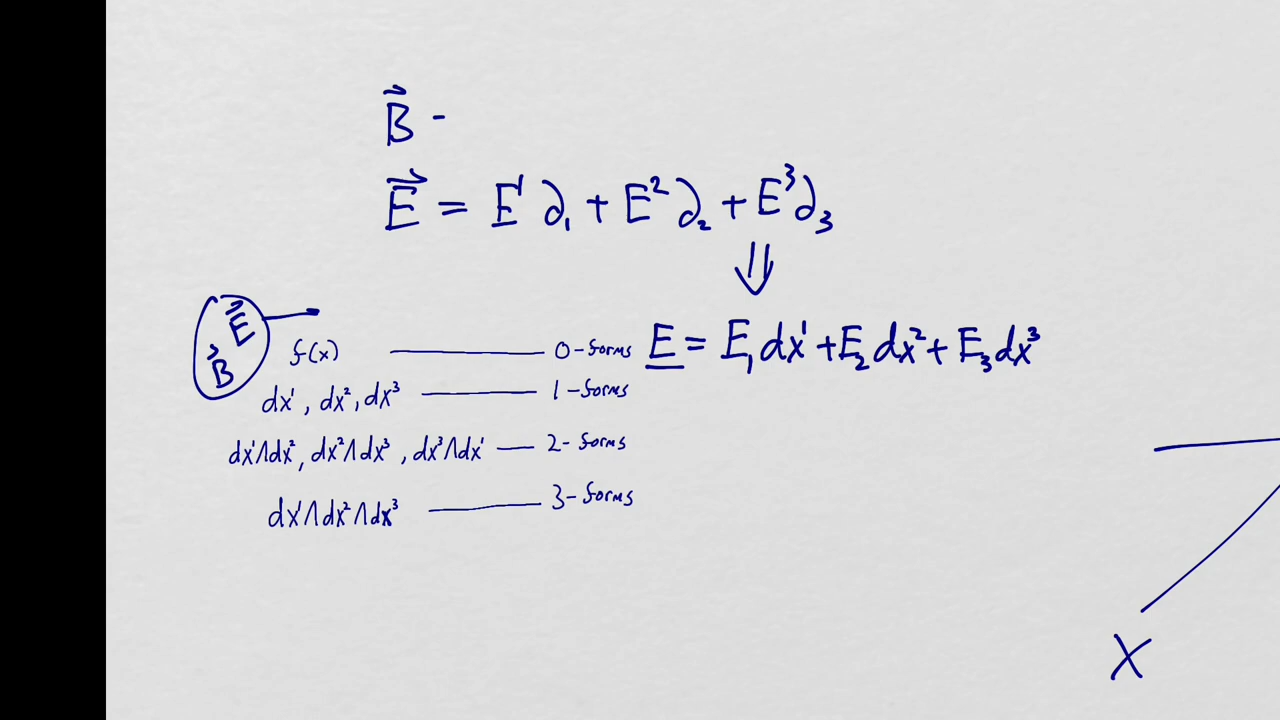 B⃗ -
E⃗ = E¹ ∂₁ + E² ∂₂ + E³ ∂₃
⇓
E⃗ B⃗
f(x) 0-forms E = E₁dx¹ + E₂dx² + E₃dx³
dx¹, dx², dx³ 1-forms
dx¹∧dx², dx²∧dx³, dx³∧dx¹ 2-forms
dx¹∧dx²∧dx³ 3-forms
X